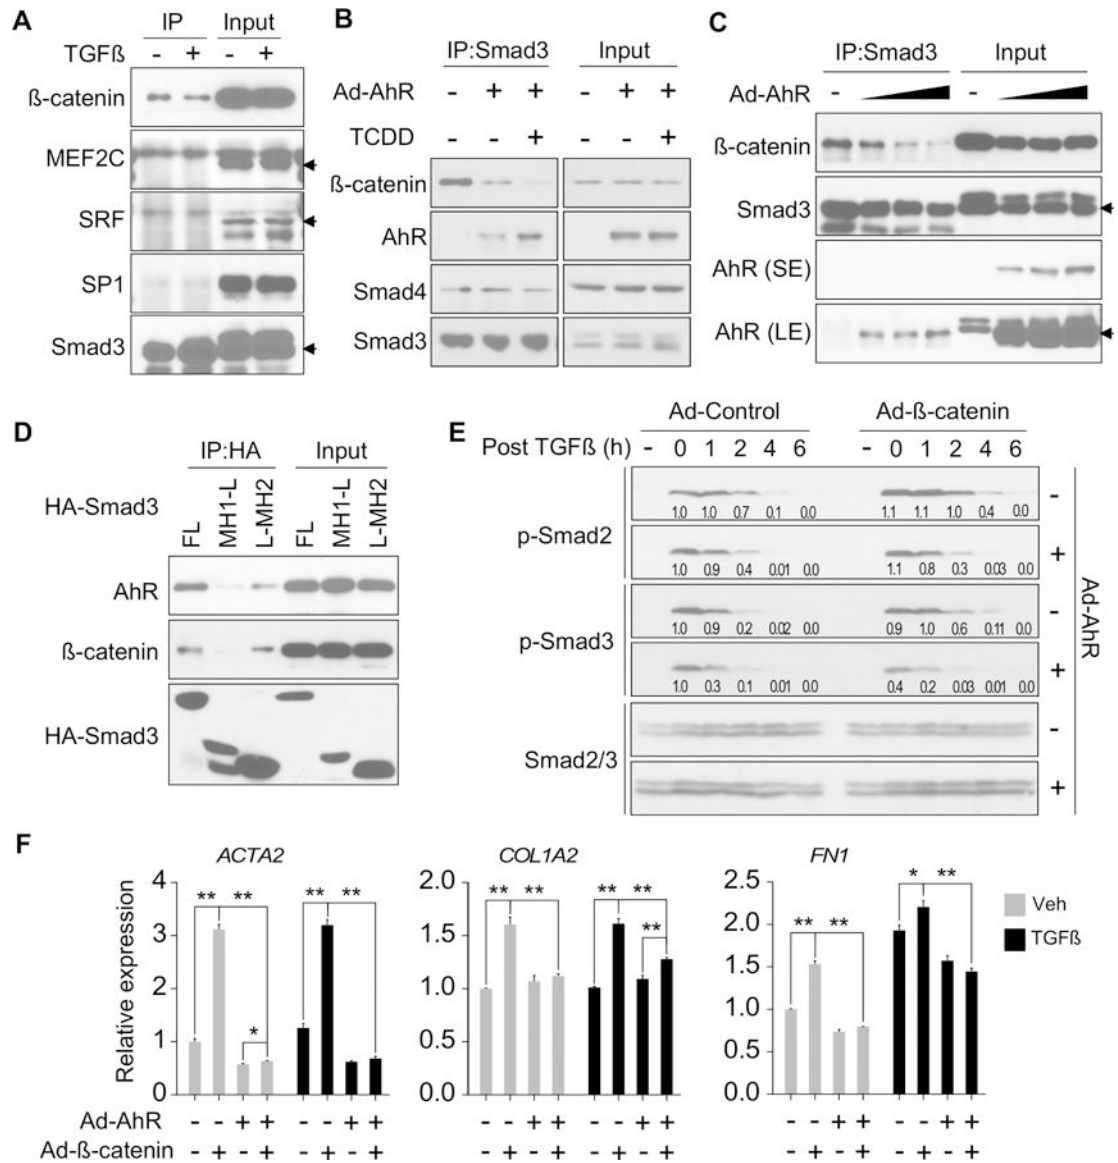 A
IP Input
TGFß - + - +
ß-catenin
MEF2C
SRF
SP1
Smad3
B
IP:Smad3 Input
Ad-AhR - + + - + +
TCDD + +
ß-catenin
AhR
Smad4
Smad3
C
IP:Smad3 Input
Ad-AhR - -
ß-catenin
Smad3
AhR (SE)
AhR (LE)
D
IP:HA Input
HA-Smad3
FL MH1-L L-MH2 FL MH1-L L-MH2
AhR
ß-catenin
HA-Smad3
E
Ad-Control Ad-ß-catenin
Post TGFß (h) - 0 1 2 4 6 - 0 1 2 4 6
p-Smad2
1.0 1.0 0.7 0.1 0.0 1.1 1.1 1.0 0.4 0.0 -
1.0 0.9 0.4 0.01 0.0 1.1 0.8 0.3 0.03 0.0 +
p-Smad3
1.0 0.9 0.2 0.02 0.0 0.9 1.0 0.6 0.11 0.0 -
1.0 0.3 0.1 0.01 0.0 0.4 0.2 0.03 0.01 0.0 +
Smad2/3
-
+
Ad-AhR
F
ACTA2
Relative expression
4
3
2
1
0
** ** ** **
*
COL1A2
2.0
1.5
1.0
0.5
0.0
** ** ** **
**
FN1
2.5
2.0
1.5
1.0
0.5
0.0
** ** * **
Veh
TGFß
Ad-AhR - - + + - - + + - - + + - - + + - - + + - - + +
Ad-ß-catenin - + - + - + - + - + - + - + - + - + - + - + - +